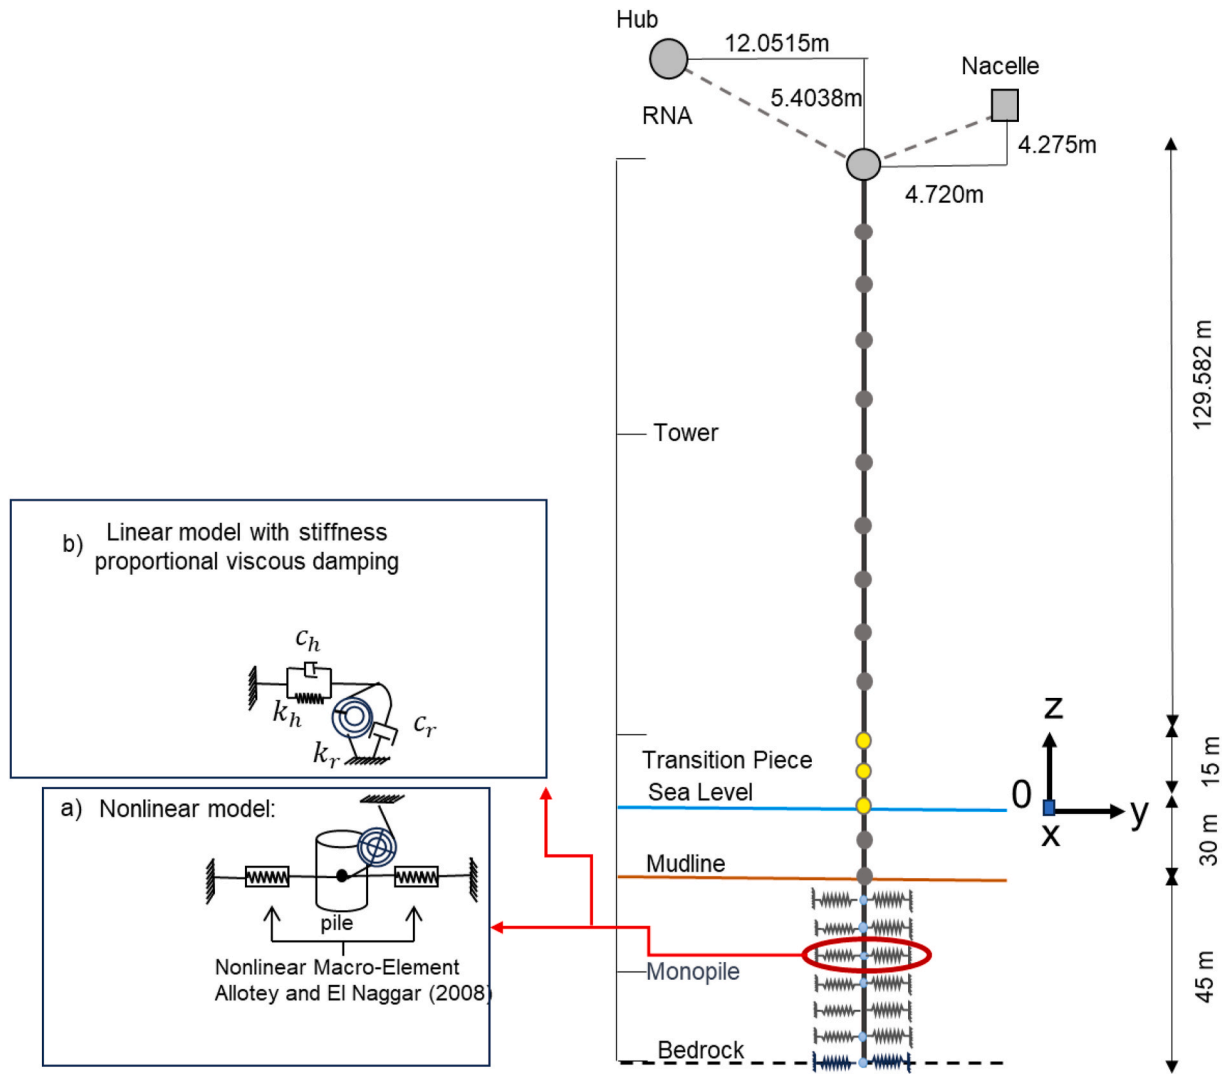 Hub
12.0515m
Nacelle
5.4038m
RNA
4.275m
4.720m
129.582 m
Tower
b) Linear model with stiffness
proportional viscous damping
c_h
k_h
c_r
k_r
Transition Piece
Sea Level
15 m
z
0
y
x
a) Nonlinear model:
30 m
Mudline
pile
Nonlinear Macro-Element
Allotey and El Naggar (2008)
Monopile
45 m
Bedrock